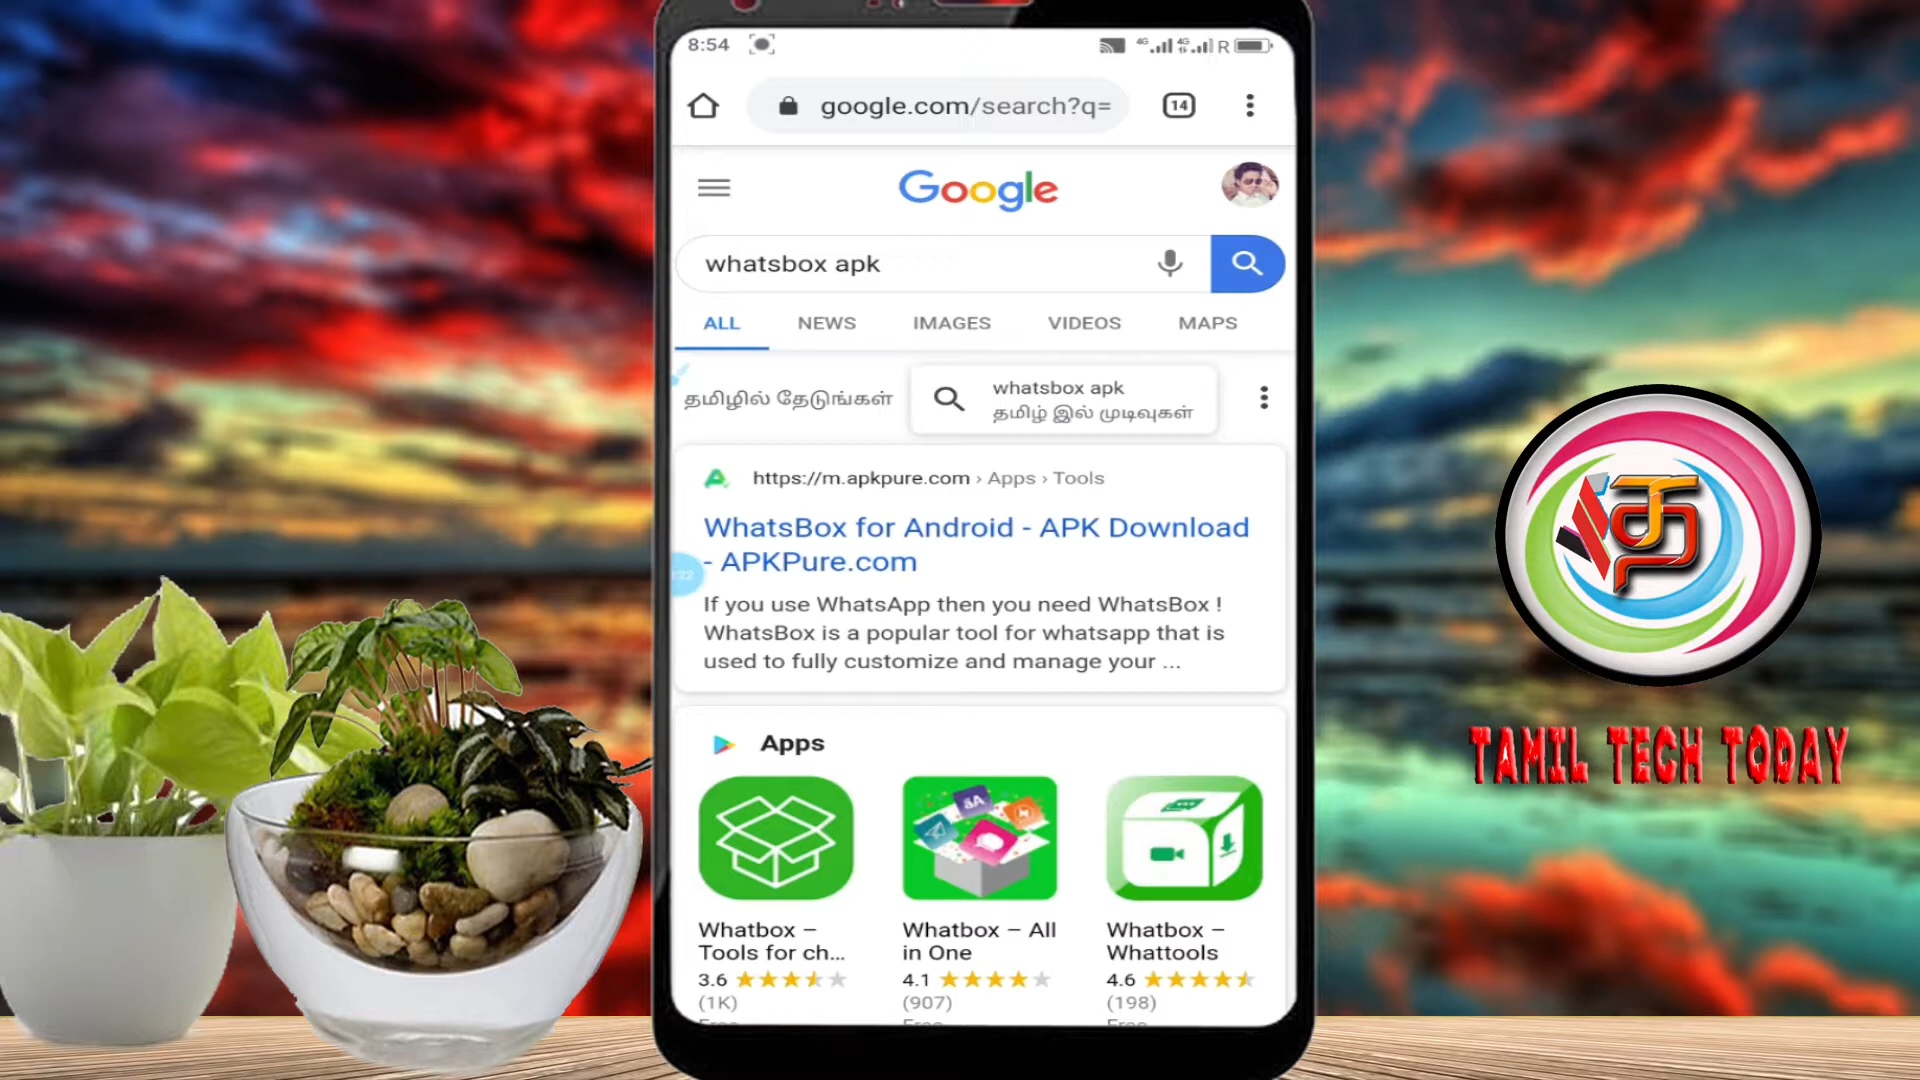 8:54
4G
4G
R
google.com/search?q=
14
Google
whatsbox apk
ALL NEWS IMAGES VIDEOS MAPS
தமிழில் தேடுங்கள்
whatsbox apk
தமிழ் இல் முடிவுகள்
https://m.apkpure.com › Apps › Tools
WhatsBox for Android - APK Download
- APKPure.com
If you use WhatsApp then you need WhatsBox !
WhatsBox is a popular tool for whatsapp that is
used to fully customize and manage your ...
Apps
Whatbox –
Tools for ch...
3.6
(1K)
Whatbox – All
in One
4.1
(907)
Whatbox –
Whattools
4.6
(198)
த
TAMIL TECH TODAY